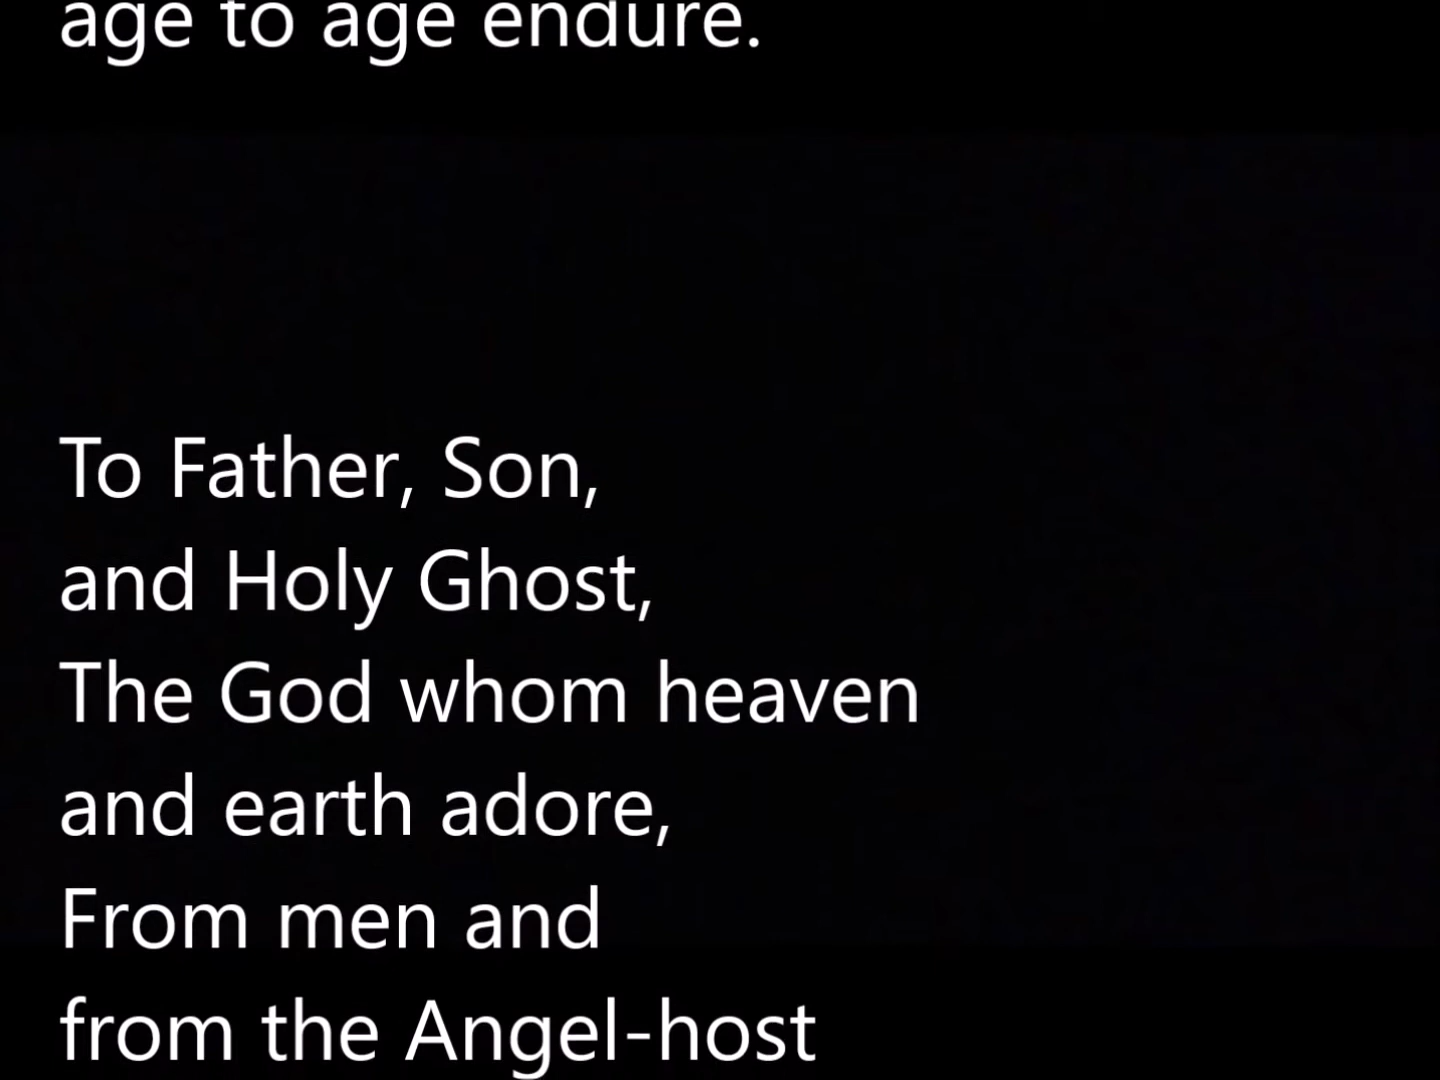 age to age endure.
To Father, Son,
and Holy Ghost,
The God whom heaven
and earth adore,
From men and
from the Angel-host